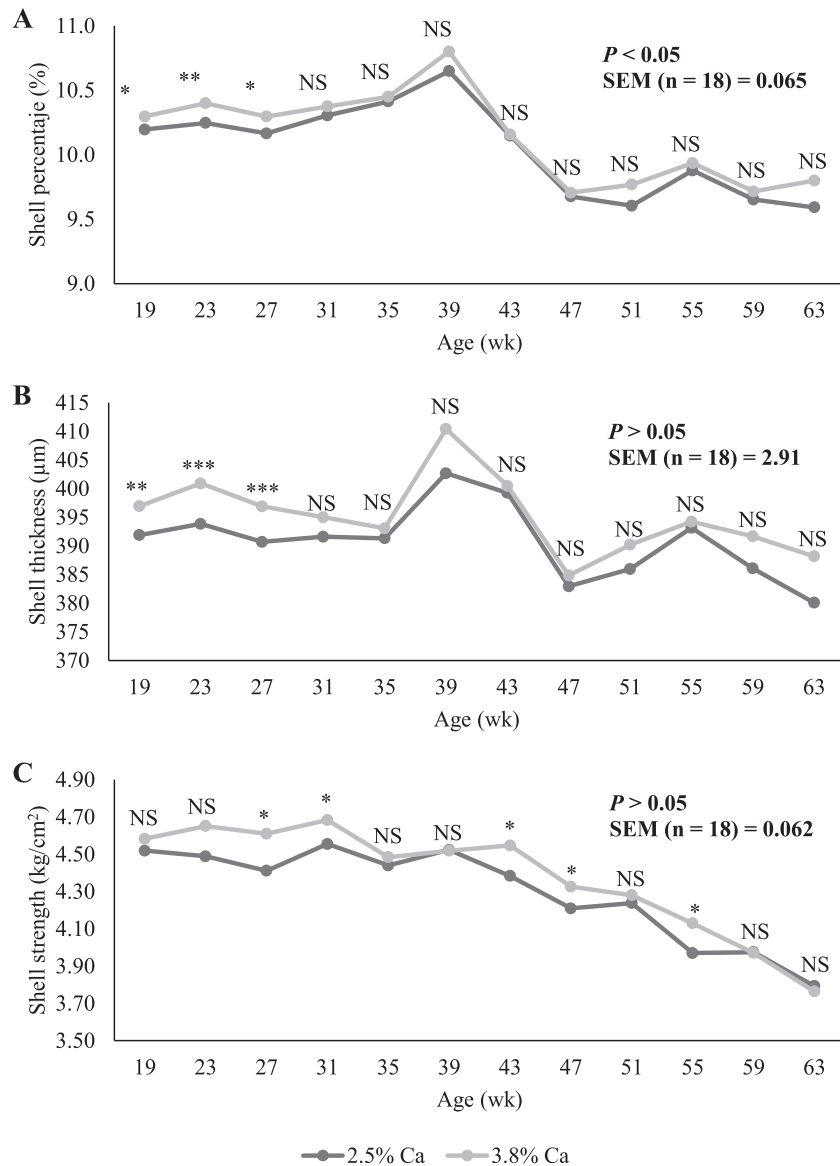 A
Shell percentaje (%)
11.0
10.5
10.0
9.5
9.0
* ** * NS NS NS NS NS NS NS NS NS
P < 0.05
SEM (n = 18) = 0.065
19 23 27 31 35 39 43 47 51 55 59 63
Age (wk)
B
Shell thickness (μm)
415
410
405
400
395
390
385
380
375
370
** *** *** NS NS NS NS NS NS NS NS NS
P > 0.05
SEM (n = 18) = 2.91
19 23 27 31 35 39 43 47 51 55 59 63
Age (wk)
C
Shell strength (kg/cm²)
4.90
4.70
4.50
4.30
4.10
3.90
3.70
3.50
NS NS * * NS NS * * NS * NS NS
P > 0.05
SEM (n = 18) = 0.062
19 23 27 31 35 39 43 47 51 55 59 63
Age (wk)
2.5% Ca 3.8% Ca